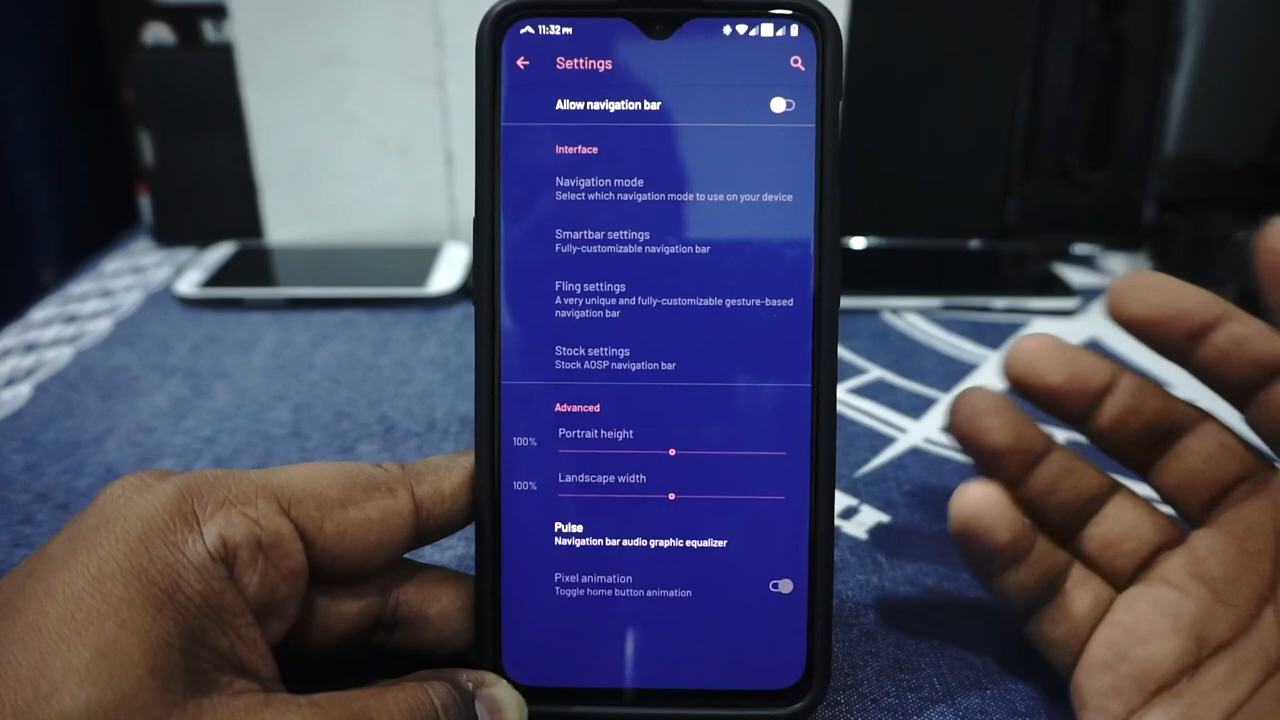 11:32 PM
Settings
Allow navigation bar
Interface
Navigation mode
Select which navigation mode to use on your device
Smartbar settings
Fully-customizable navigation bar
Fling settings
A very unique and fully-customizable gesture-based
navigation bar
Stock settings
Stock AOSP navigation bar
Advanced
Portrait height
100%
Landscape width
100%
Pulse
Navigation bar audio graphic equalizer
Pixel animation
Toggle home button animation